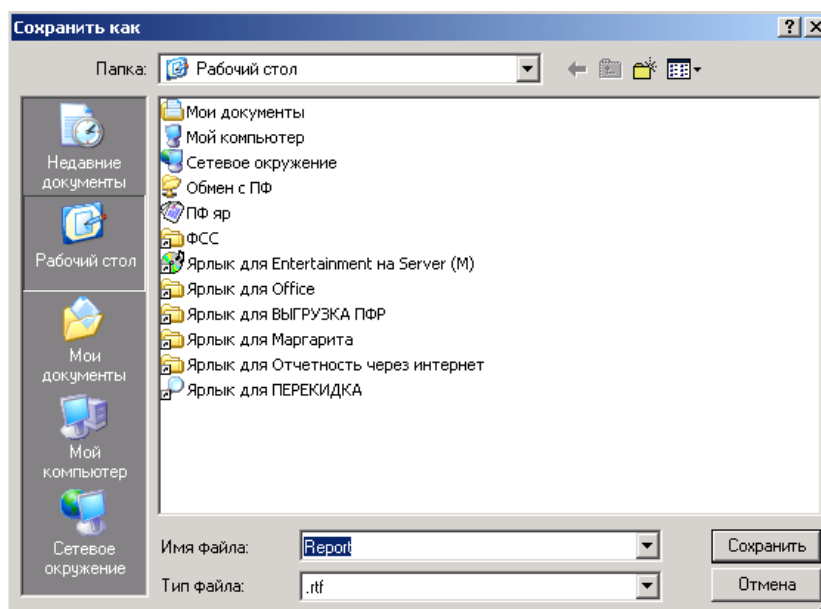 Сохранить как
Папка:
Рабочий стол
Недавние
документы
Рабочий стол
Мои
документы
Мой
компьютер
Сетевое
окружение
Мои документы
Мой компьютер
Сетевое окружение
Обмен с ПФ
ПФ яр
ФСС
Ярлык для Entertainment на Server (M)
Ярлык для Office
Ярлык для ВЫГРУЗКА ПФР
Ярлык для Маргарита
Ярлык для Отчетность через интернет
Ярлык для ПЕРЕКИДКА
Имя файла:
Report
Сохранить
Тип файла:
.rtf
Отмена